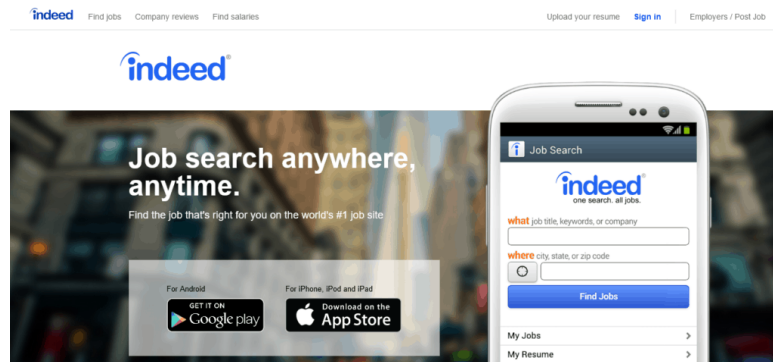 indeed
Find jobs
Company reviews
Find salaries
Upload your resume
Sign in
Employers / Post Job
indeed®
Job search anywhere,
anytime.
Find the job that's right for you on the world's #1 job site
For Android
GET IT ON
Google play
For iPhone, iPod and iPad
Download on the
App Store
Job Search
indeed®
one search. all jobs.
what job title, keywords, or company
where city, state, or zip code
Find Jobs
My Jobs
My Resume